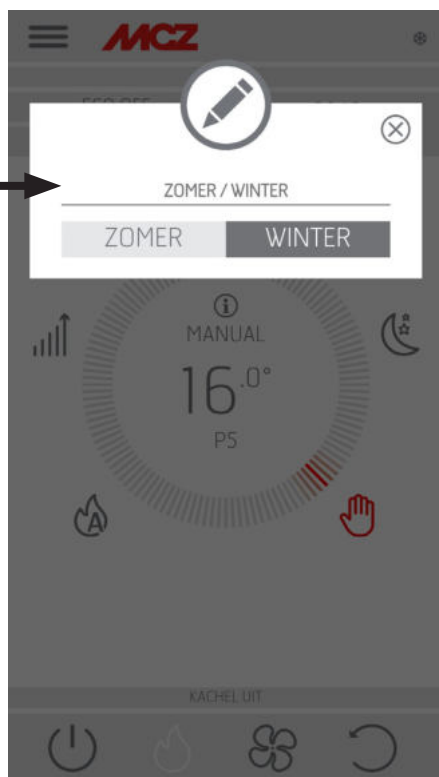 MCZ
ZOMER / WINTER
ZOMER WINTER
MANUAL
16.0°
P5
A
KACHEL UIT